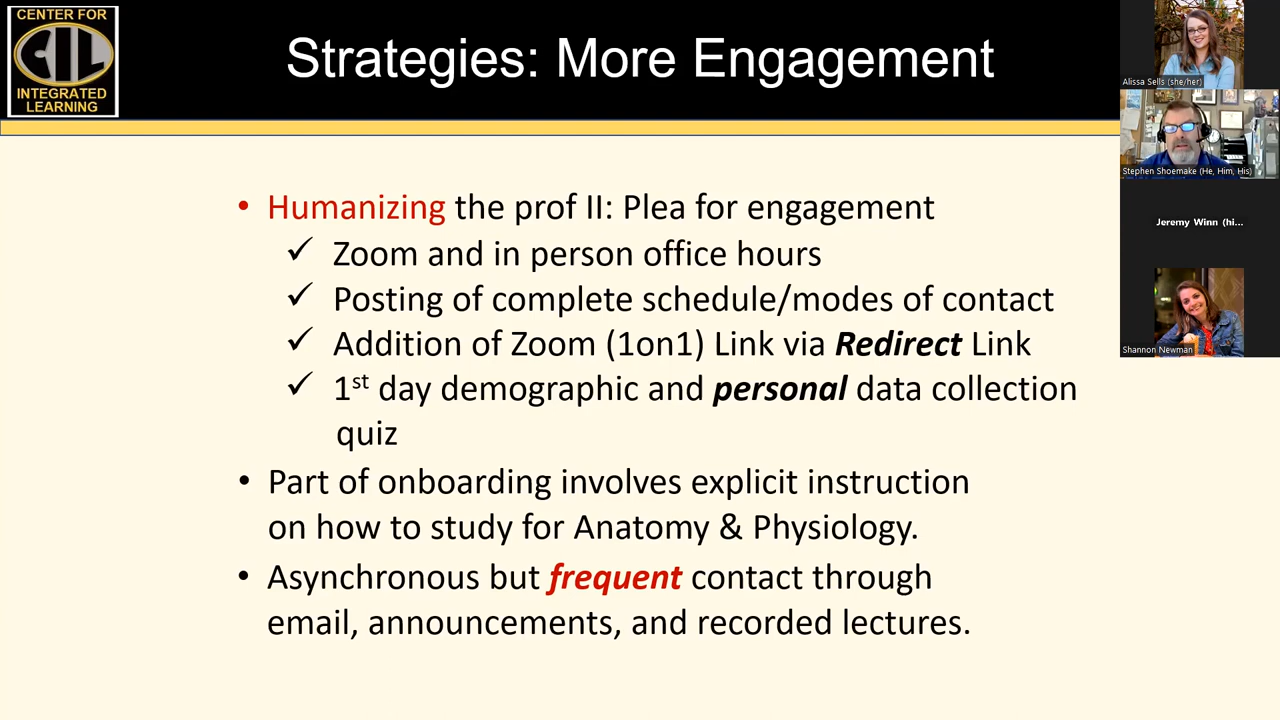 CENTER FOR
CIL
INTEGRATED
LEARNING
Strategies: More Engagement
• Humanizing the prof II: Plea for engagement
✓ Zoom and in person office hours
✓ Posting of complete schedule/modes of contact
✓ Addition of Zoom (1on1) Link via Redirect Link
✓ 1st day demographic and personal data collection
quiz
• Part of onboarding involves explicit instruction
on how to study for Anatomy & Physiology.
• Asynchronous but frequent contact through
email, announcements, and recorded lectures.
Alissa Sells (she/her)
Stephen Shoemake (He, Him, His)
Jeremy Winn (hi...
Shannon Newman